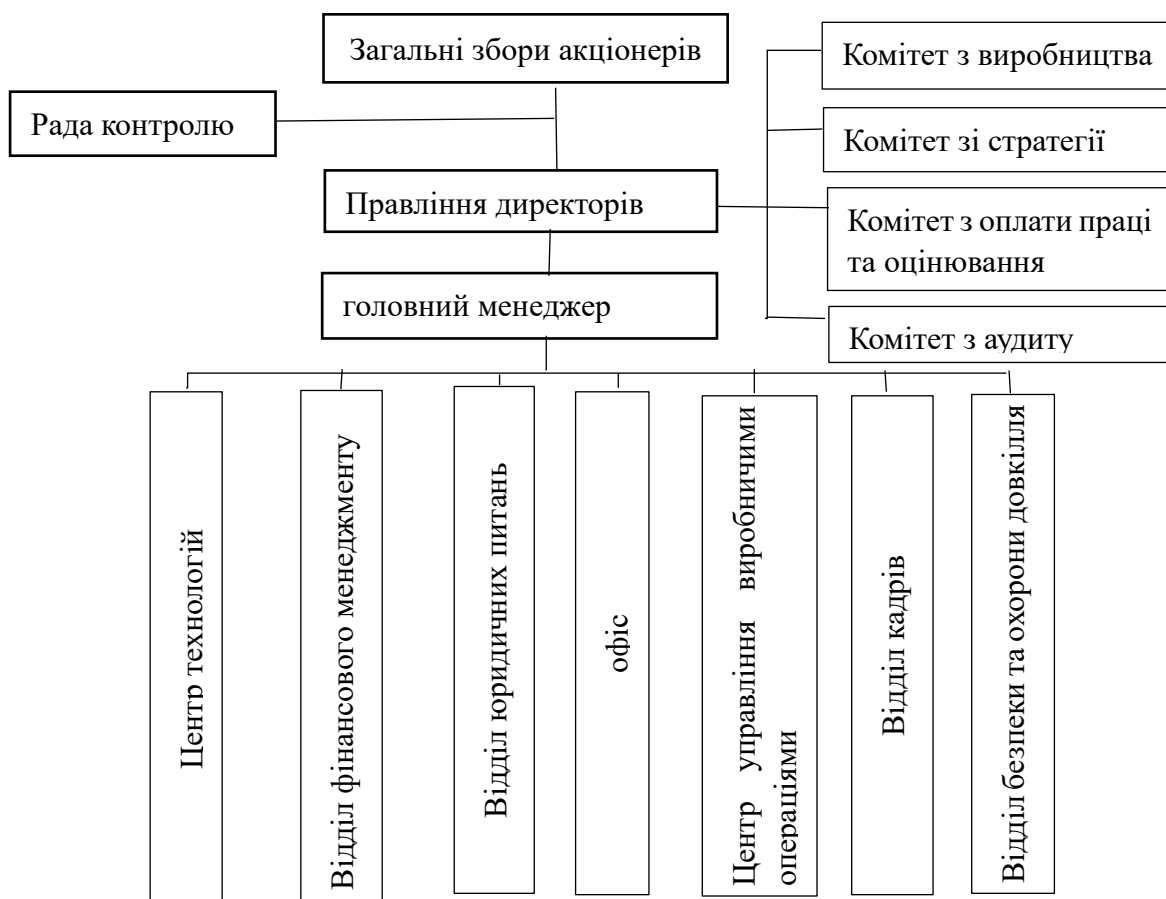 Загальні збори акціонерів
Комітет з виробництва
Рада контролю
Комітет зі стратегії
Правління директорів
Комітет з оплати праці
та оцінювання
головний менеджер
Комітет з аудиту
Центр технологій
Відділ фінансового менеджменту
Відділ юридичних питань
офіс
Центр управління виробничими
операціями
Відділ кадрів
Відділ безпеки та охорони довкілля